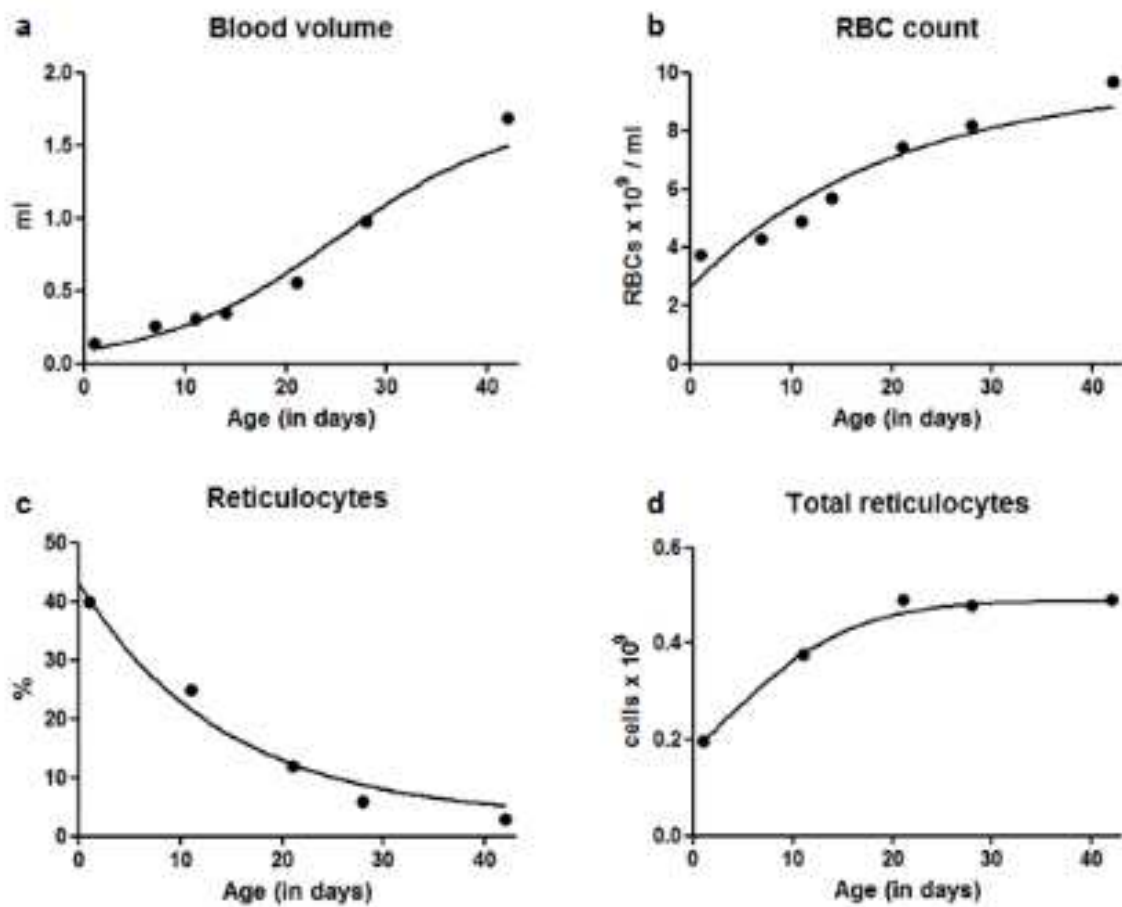 a Blood volume
2.0
1.5
1.0
0.5
0.0
ml
0 10 20 30 40
Age (in days)
b RBC count
10
8
6
4
2
0
RBCs x 10⁹ / ml
0 10 20 30 40
Age (in days)
c Reticulocytes
50
40
30
20
10
0
%
0 10 20 30 40
Age (in days)
d Total reticulocytes
0.6
0.4
0.2
0.0
cells x 10⁹
0 10 20 30 40
Age (in days)